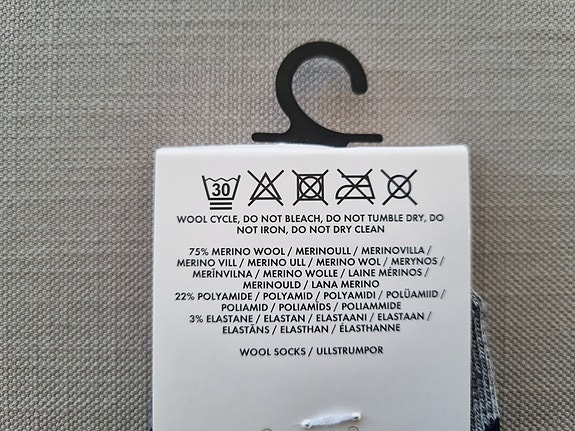 30
WOOL CYCLE, DO NOT BLEACH, DO NOT TUMBLE DRY, DO
NOT IRON, DO NOT DRY CLEAN
75% MERINO WOOL / MERINOULL / MERINOVILLA /
MERINO VILL / MERINO ULL / MERINO WOL / MERYNOS /
MERĪNVILNA / MERINO WOLLE / LAINE MÉRINOS /
MERINOULD / LANA MERINO
22% POLYAMIDE / POLYAMID / POLYAMIDI / POLÜAMIID /
POLIAMID / POLIAMĪDS / POLIAMMIDE
3% ELASTANE / ELASTAN / ELASTAANI / ELASTAAN /
ELASTĀNS / ELASTHAN / ÉLASTHANNE
WOOL SOCKS / ULLSTRUMPOR